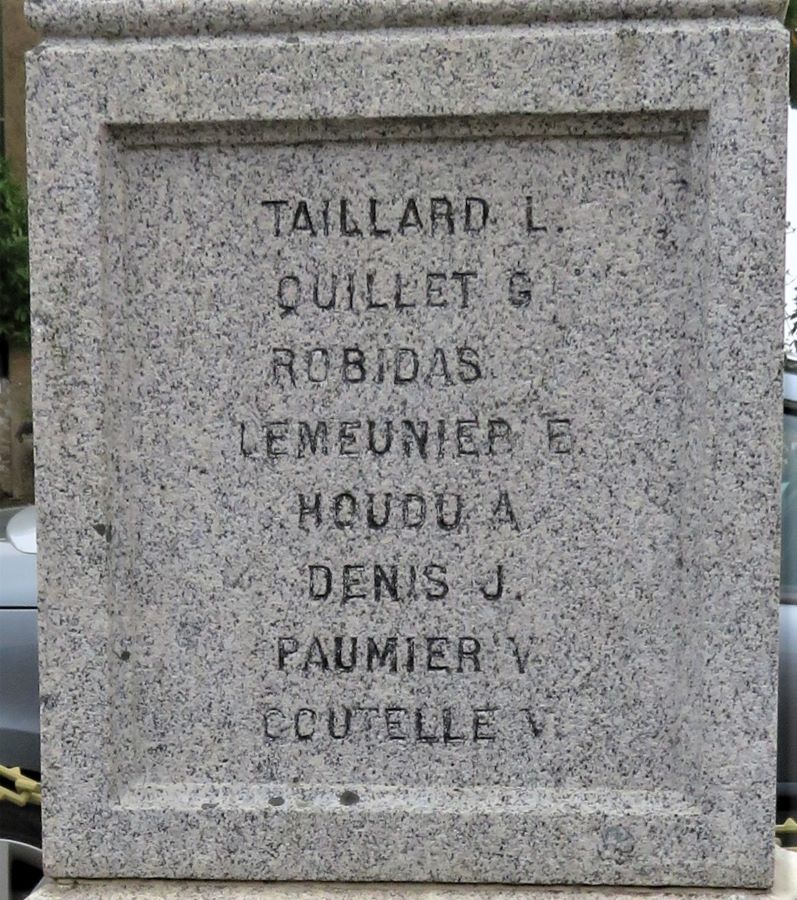 TAILLARD L.
QUILLET G
ROBIDAS
LEMEUNIER E.
HOUDU A
DENIS J.
PAUMIER V
COUTELLE V.